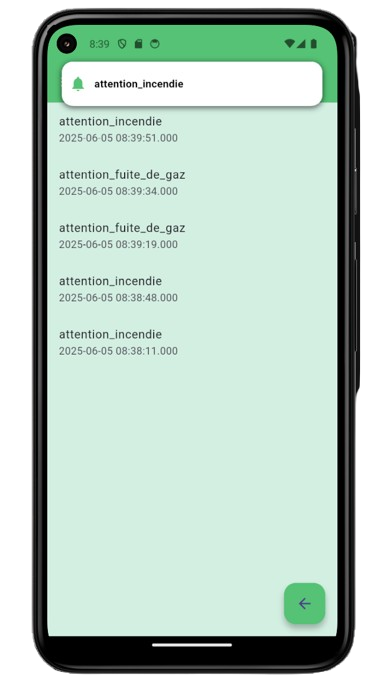 8:39
attention_incendie
attention_incendie
2025-06-05 08:39:51.000
attention_fuite_de_gaz
2025-06-05 08:39:34.000
attention_fuite_de_gaz
2025-06-05 08:39:19.000
attention_incendie
2025-06-05 08:38:48.000
attention_incendie
2025-06-05 08:38:11.000